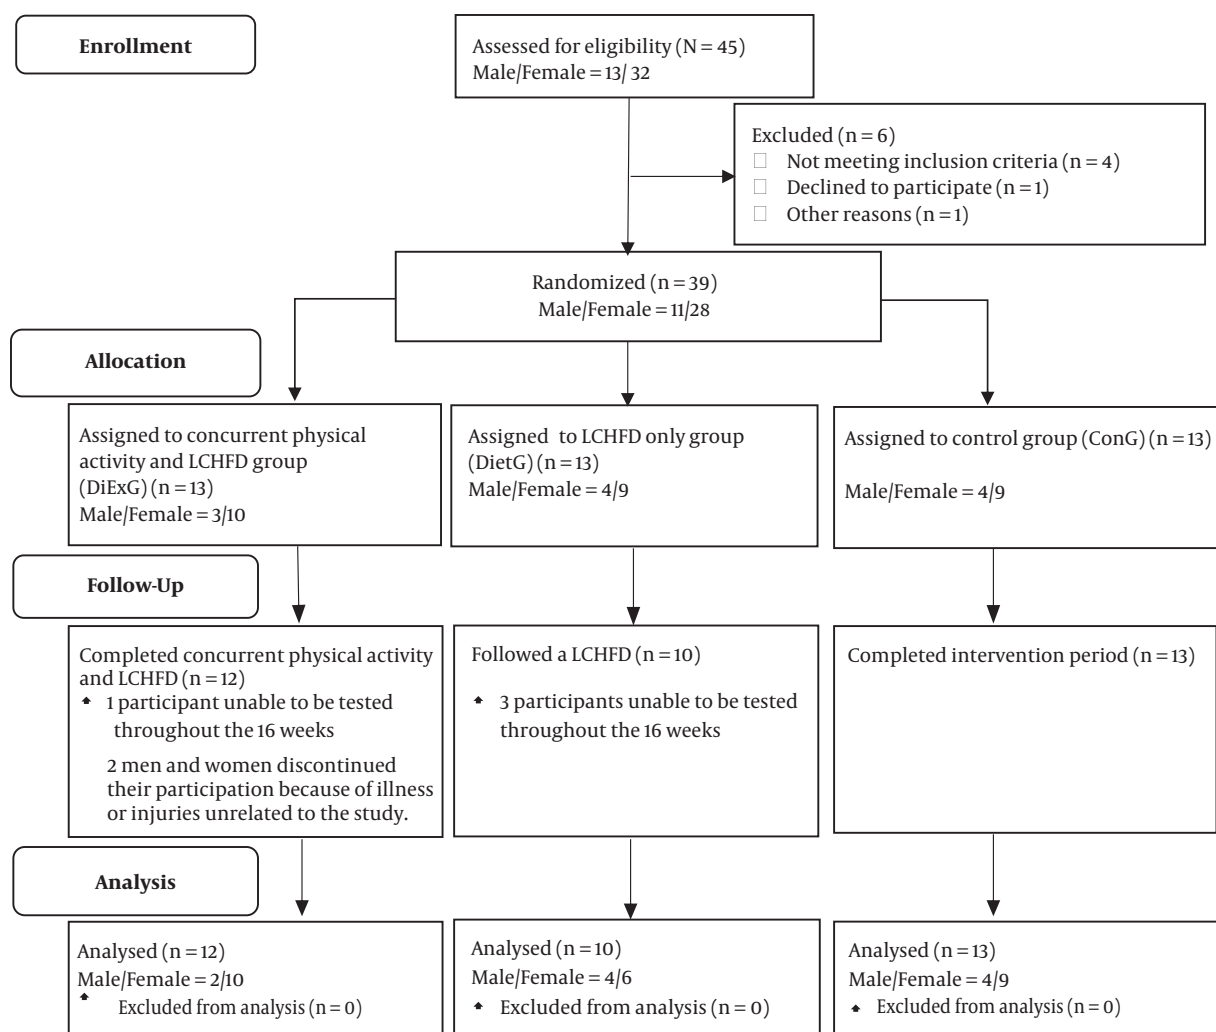 Enrollment
Assessed for eligibility (N = 45)
Male/Female = 13/ 32
Excluded (n = 6)
Not meeting inclusion criteria (n = 4)
Declined to participate (n = 1)
Other reasons (n = 1)
Randomized (n = 39)
Male/Female = 11/28
Allocation
Assigned to concurrent physical
activity and LCHFD group
(DiExG) (n = 13)
Male/Female = 3/10
Assigned to LCHFD only group
(DietG) (n = 13)
Male/Female = 4/9
Assigned to control group (ConG) (n = 13)
Male/Female = 4/9
Follow-Up
Completed concurrent physical activity
and LCHFD (n = 12)
1 participant unable to be tested
throughout the 16 weeks
2 men and women discontinued
their participation because of illness
or injuries unrelated to the study.
Followed a LCHFD (n = 10)
3 participants unable to be tested
throughout the 16 weeks
Completed intervention period (n = 13)
Analysis
Analysed (n = 12)
Male/Female = 2/10
Excluded from analysis (n = 0)
Analysed (n = 10)
Male/Female = 4/6
Excluded from analysis (n = 0)
Analysed (n = 13)
Male/Female = 4/9
Excluded from analysis (n = 0)